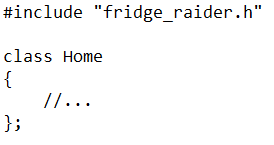 #include "fridge_raider.h"

class Home
{
    //...
};